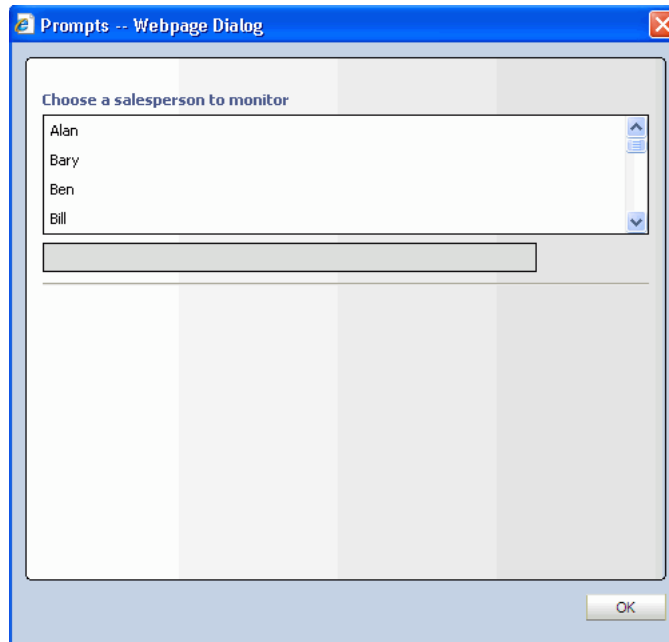 Prompts -- Webpage Dialog
Choose a salesperson to monitor
Alan
Bary
Ben
Bill
OK